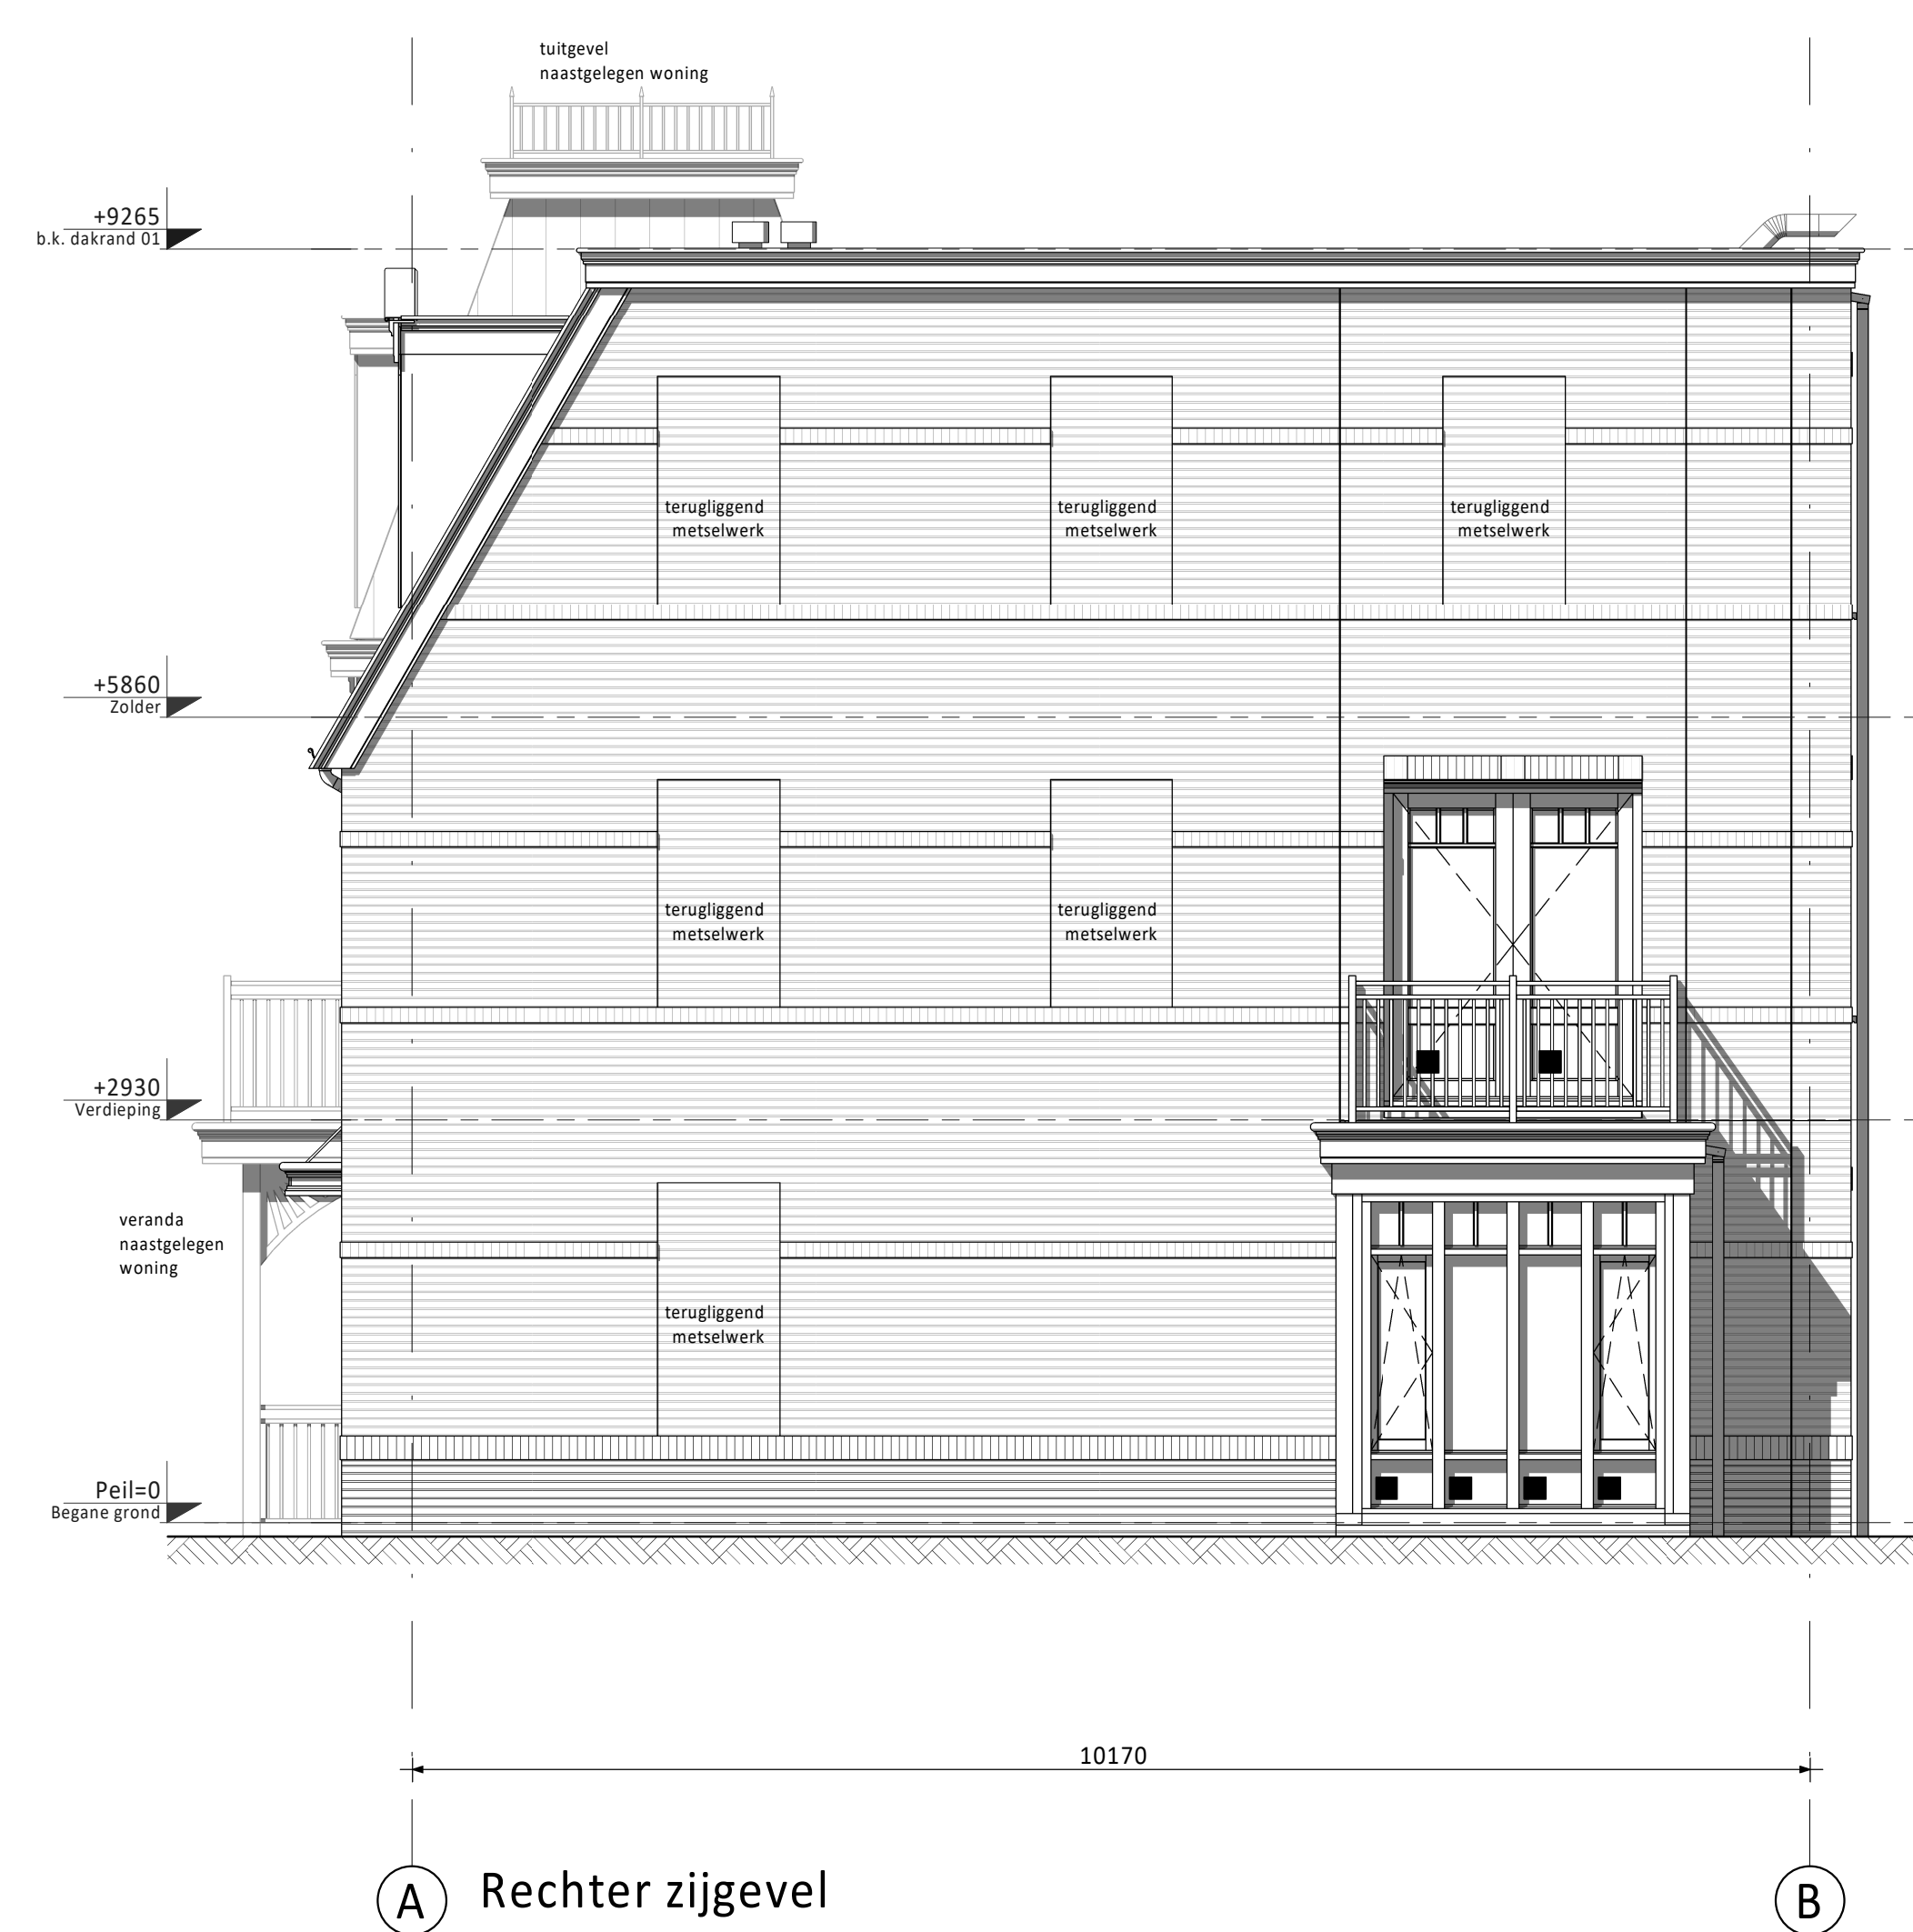 tuitgevel
naastgelegen woning
+9265
b.k. dakrand 01
terugliggend
metselwerk
terugliggend
metselwerk
terugliggend
metselwerk
+5860
Zolder
terugliggend
metselwerk
terugliggend
metselwerk
+2930
Verdieping
veranda
naastgelegen
woning
terugliggend
metselwerk
Peil=0
Begane grond
10170
A
Rechter zijgevel
B